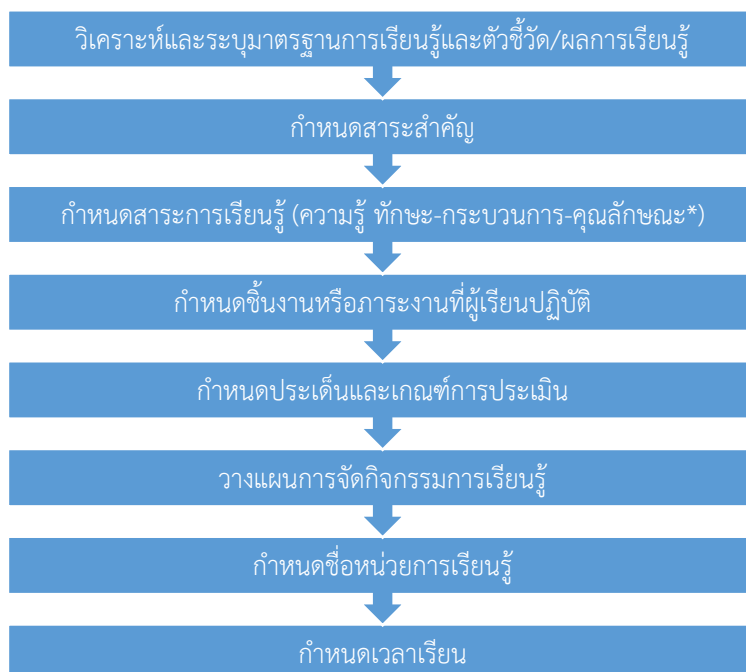 วิเคราะห์และระบุมาตรฐานการเรียนรู้และตัวชี้วัด/ผลการเรียนรู้
กำหนดสาระสำคัญ
กำหนดสาระการเรียนรู้ (ความรู้ ทักษะ-กระบวนการ-คุณลักษณะ*)
กำหนดชิ้นงานหรือภาระงานที่ผู้เรียนปฏิบัติ
กำหนดประเด็นและเกณฑ์การประเมิน
วางแผนการจัดกิจกรรมการเรียนรู้
กำหนดชื่อหน่วยการเรียนรู้
กำหนดเวลาเรียน